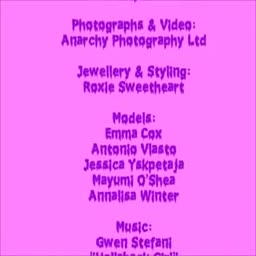 Photographs & Video:
Anarchy Photography Ltd
Jewellery & Styling:
Roxie Sweetheart
Models:
Emma Cox
Antonio Vlasto
Jessica Yskpetaja
Mayumi O'Shea
Annalisa Winter
Music:
Gwen Stefani